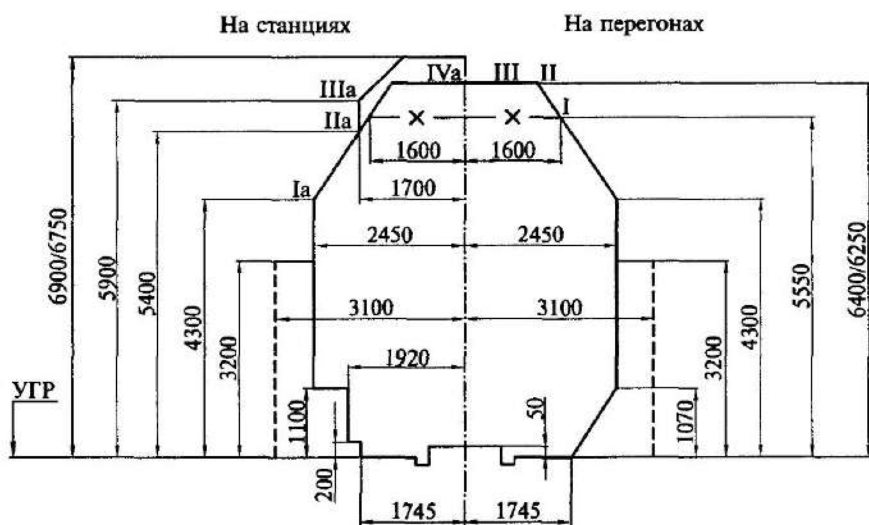 На станциях
На перегонах
IVa
III
II
IIIa
IIa
I
1600
1600
Ia
1700
2450
2450
6900/6750
5900
5400
4300
3200
3100
3100
3200
4300
5550
6400/6250
1920
УГР
1100
50
1070
200
1745
1745